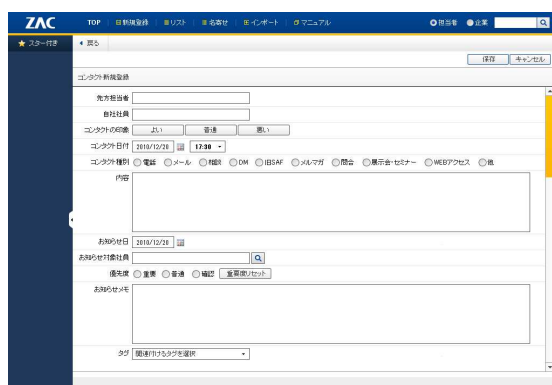 ZAC TOP 新規登録 リスト 名寄せ インポート マニュアル 担当者 企業
スター付き 戻る
保存 キャンセル
コンタクト新規登録
先方担当者
自社社員
コンタクトの印象 よい 普通 悪い
コンタクト日付 2010/12/20 17:30
コンタクト種別 電話 メール 相談 DM IBSAF メルマガ 問合 展示会・セミナー WEBアクセス 他
内容
お知らせ日 2010/12/20
お知らせ対象社員
優先度 重要 普通 確認 重要度リセット
お知らせメモ
タグ 関連付けるタグを選択